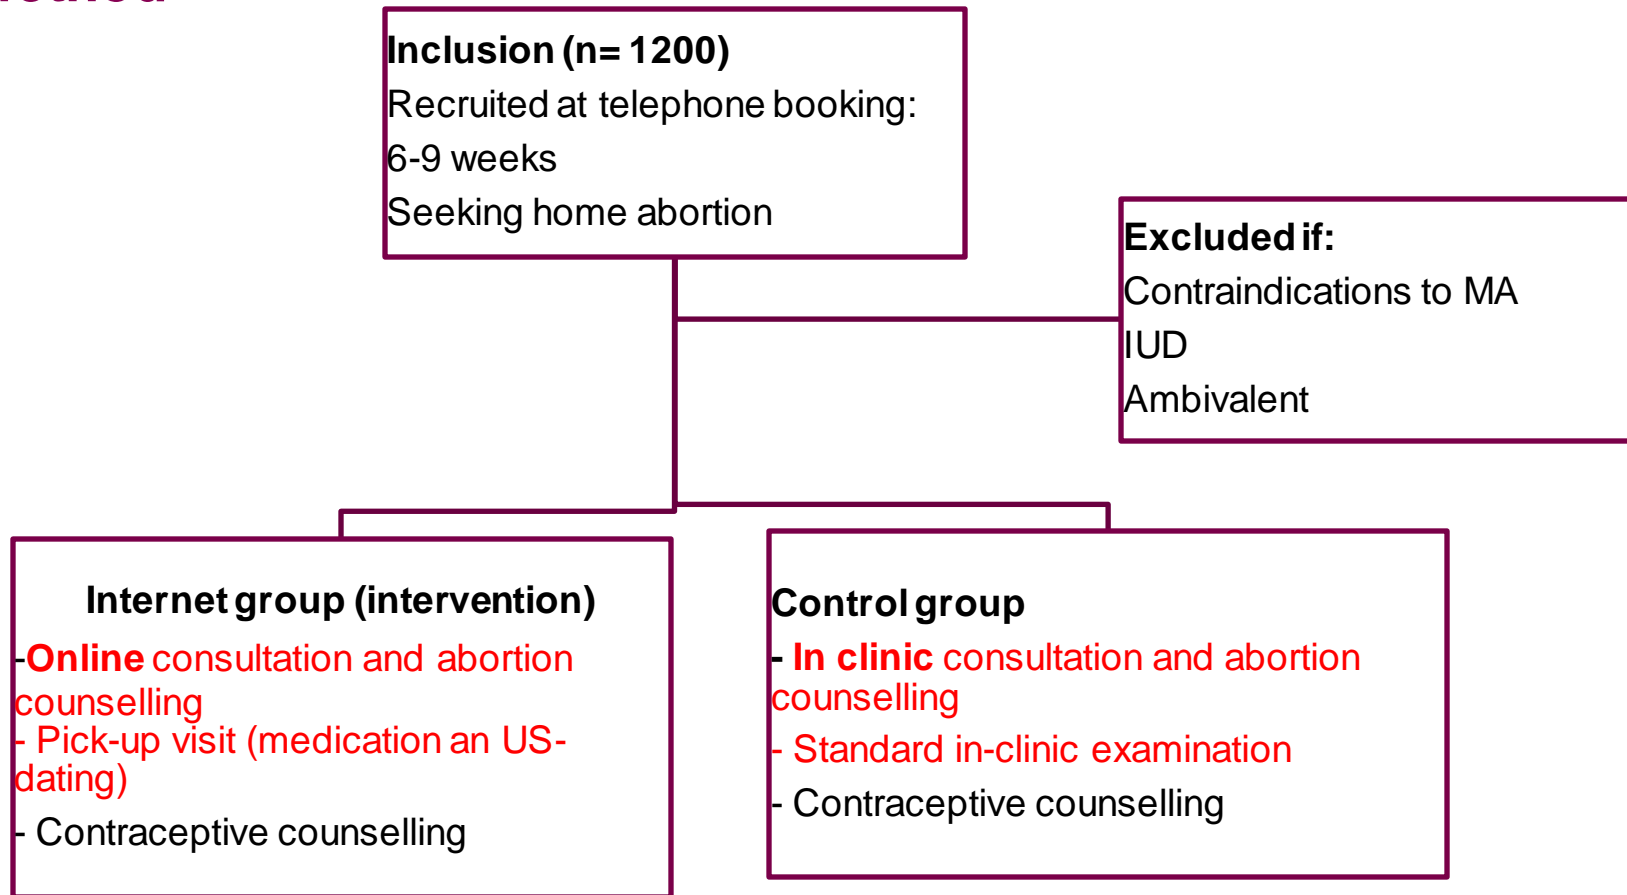 Inclusion (n= 1200)
Recruited at telephone booking:
6-9 weeks
Seeking home abortion
Excluded if:
Contraindications to MA
IUD
Ambivalent
Internet group (intervention)
-Online consultation and abortion
counselling
- Pick-up visit (medication an US-
dating)
- Contraceptive counselling
Control group
- In clinic consultation and abortion
counselling
- Standard in-clinic examination
- Contraceptive counselling